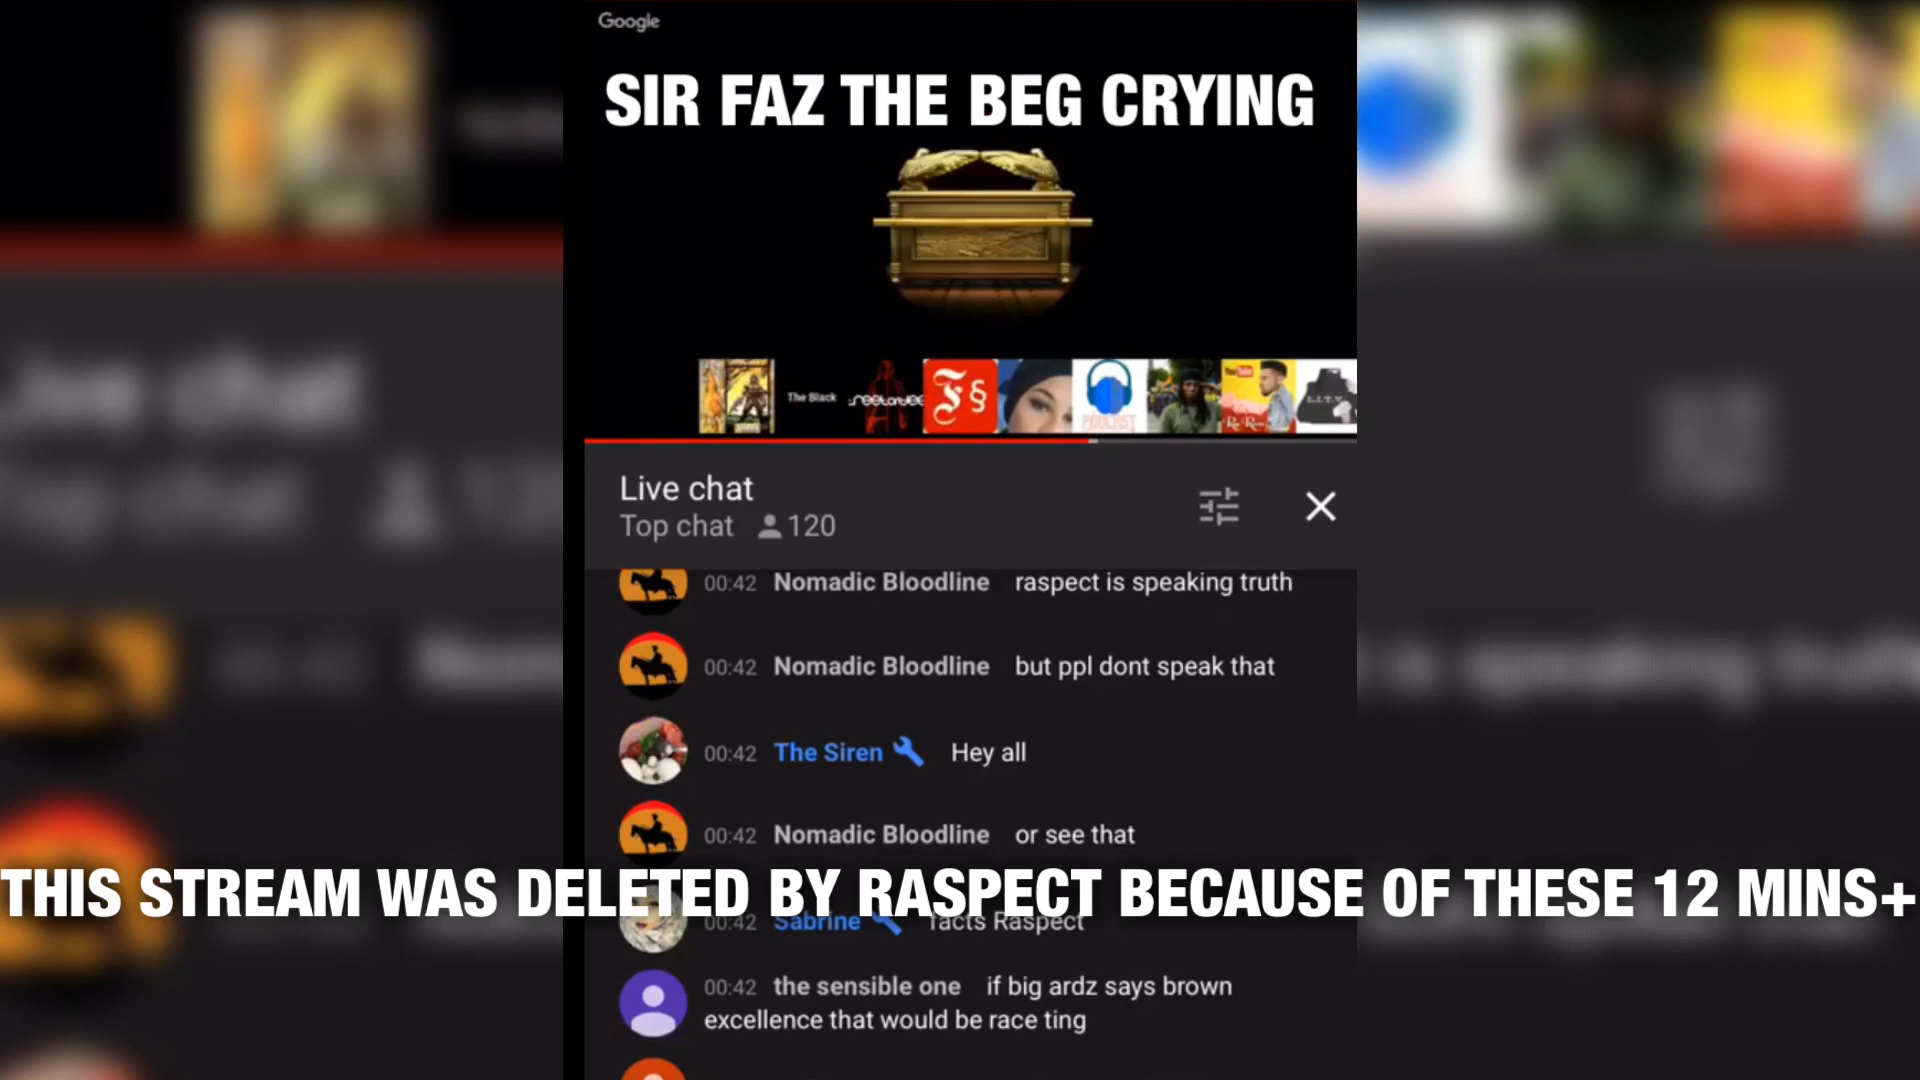 Google
SIR FAZ THE BEG CRYING
The Black
PODCAST
YouTube
L.I.T.Y.
Live chat
Top chat 120
00:42 Nomadic Bloodline raspect is speaking truth
00:42 Nomadic Bloodline but ppl dont speak that
00:42 The Siren Hey all
00:42 Nomadic Bloodline or see that
THIS STREAM WAS DELETED BY RASPECT BECAUSE OF THESE 12 MINS+
00:42 Sabrine facts Raspect
00:42 the sensible one if big ardz says brown
excellence that would be race ting